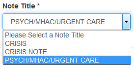 Note Title *
PSYCH/MHAC/URGENT CARE
Please Select a Note Title
CRISIS
CRISIS NOTE
PSYCH/MHAC/URGENT CARE